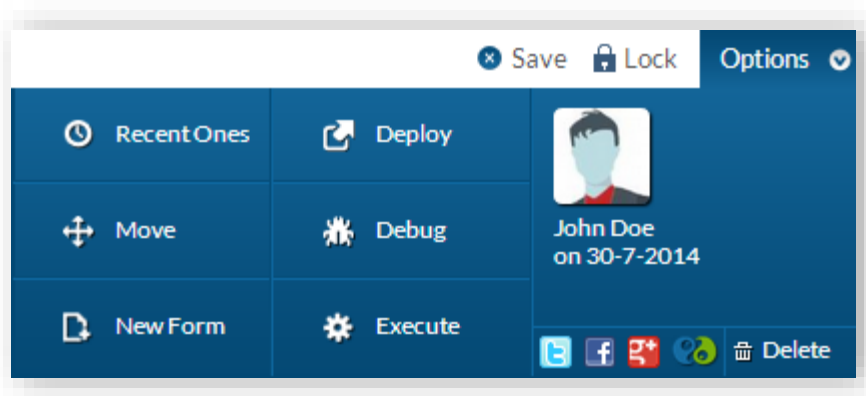 Save Lock Options
Recent Ones Deploy
Move Debug
John Doe
on 30-7-2014
New Form Execute
Delete